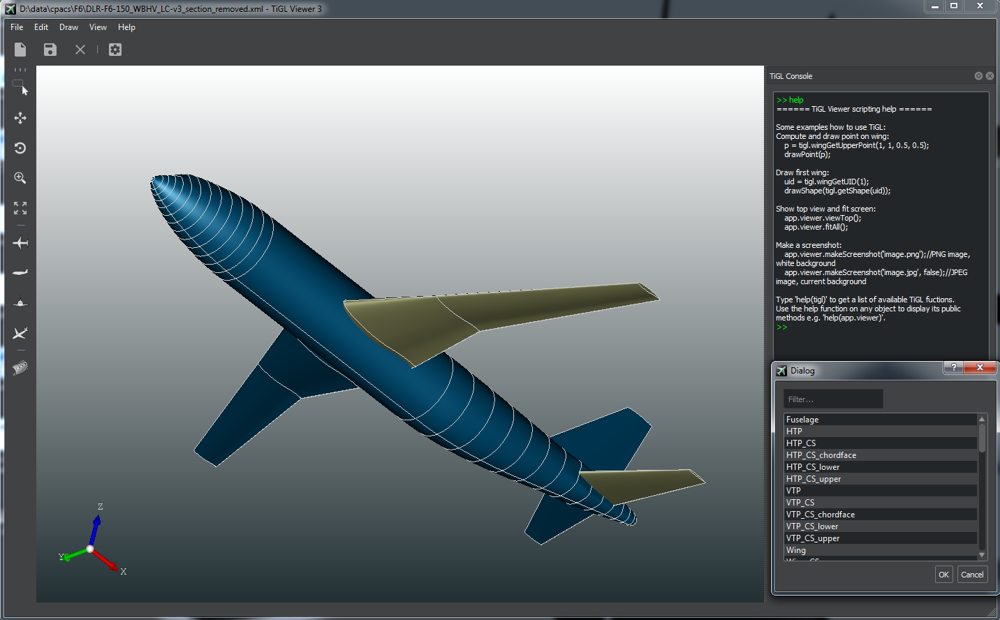 D:\data\cpacs\F6\DLR-F6-150_WBHV_LC-v3_section_removed.xml - TiGL Viewer 3
File Edit Draw View Help
TiGL Console
>> help
====== TiGL Viewer scripting help ======
Some examples how to use TiGL:
Compute and draw point on wing:
p = tigl.wingGetUpperPoint(1, 1, 0.5, 0.5);
drawPoint(p);
Draw first wing:
uid = tigl.wingGetUID(1);
drawShape(tigl.getShape(uid));
Show top view and fit screen:
app.viewer.viewTop();
app.viewer.fitAll();
Make a screenshot:
app.viewer.makeScreenshot('image.png');//PNG image,
white background
app.viewer.makeScreenshot('image.jpg', false);//JPEG
image, current background
Type 'help(tigl)' to get a list of available TiGL fuctions.
Use the help function on any object to display its public
methods e.g. 'help(app.viewer)'.
>>
Dialog
?
Filter...
Fuselage
HTP
HTP_CS
HTP_CS_chordface
HTP_CS_lower
HTP_CS_upper
VTP
VTP_CS
VTP_CS_chordface
VTP_CS_lower
VTP_CS_upper
Wing
Wing_CS
OK Cancel
Z
Y
X